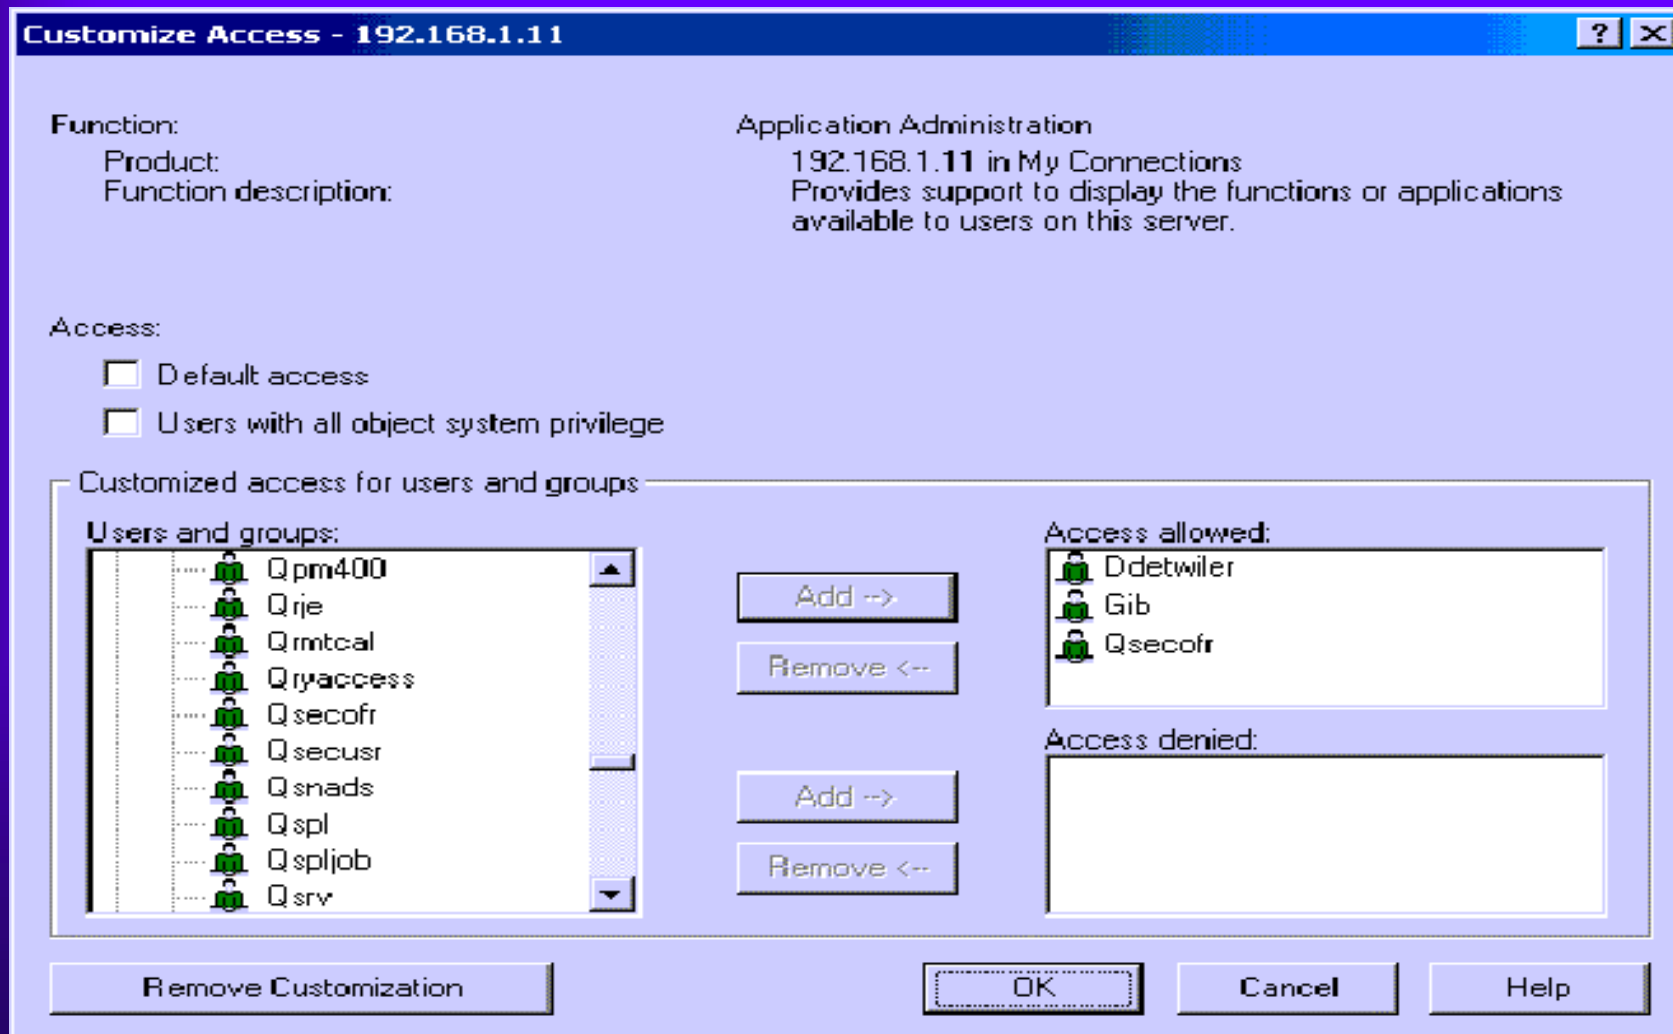 Customize Access - 192.168.1.11
Function:
Application Administration
Product:
192.168.1.11 in My Connections
Function description:
Provides support to display the functions or applications
available to users on this server.
Access:
Default access
Users with all object system privilege
Customized access for users and groups
Users and groups:
Qpm400
Qrje
Qrmtcal
Qryaccess
Qsecofr
Qsecusr
Qsnads
Qspl
Qspljob
Qsrv
Add -->
Remove <--
Add -->
Remove <--
Access allowed:
Ddetwiler
Gib
Qsecofr
Access denied:
Remove Customization
OK
Cancel
Help